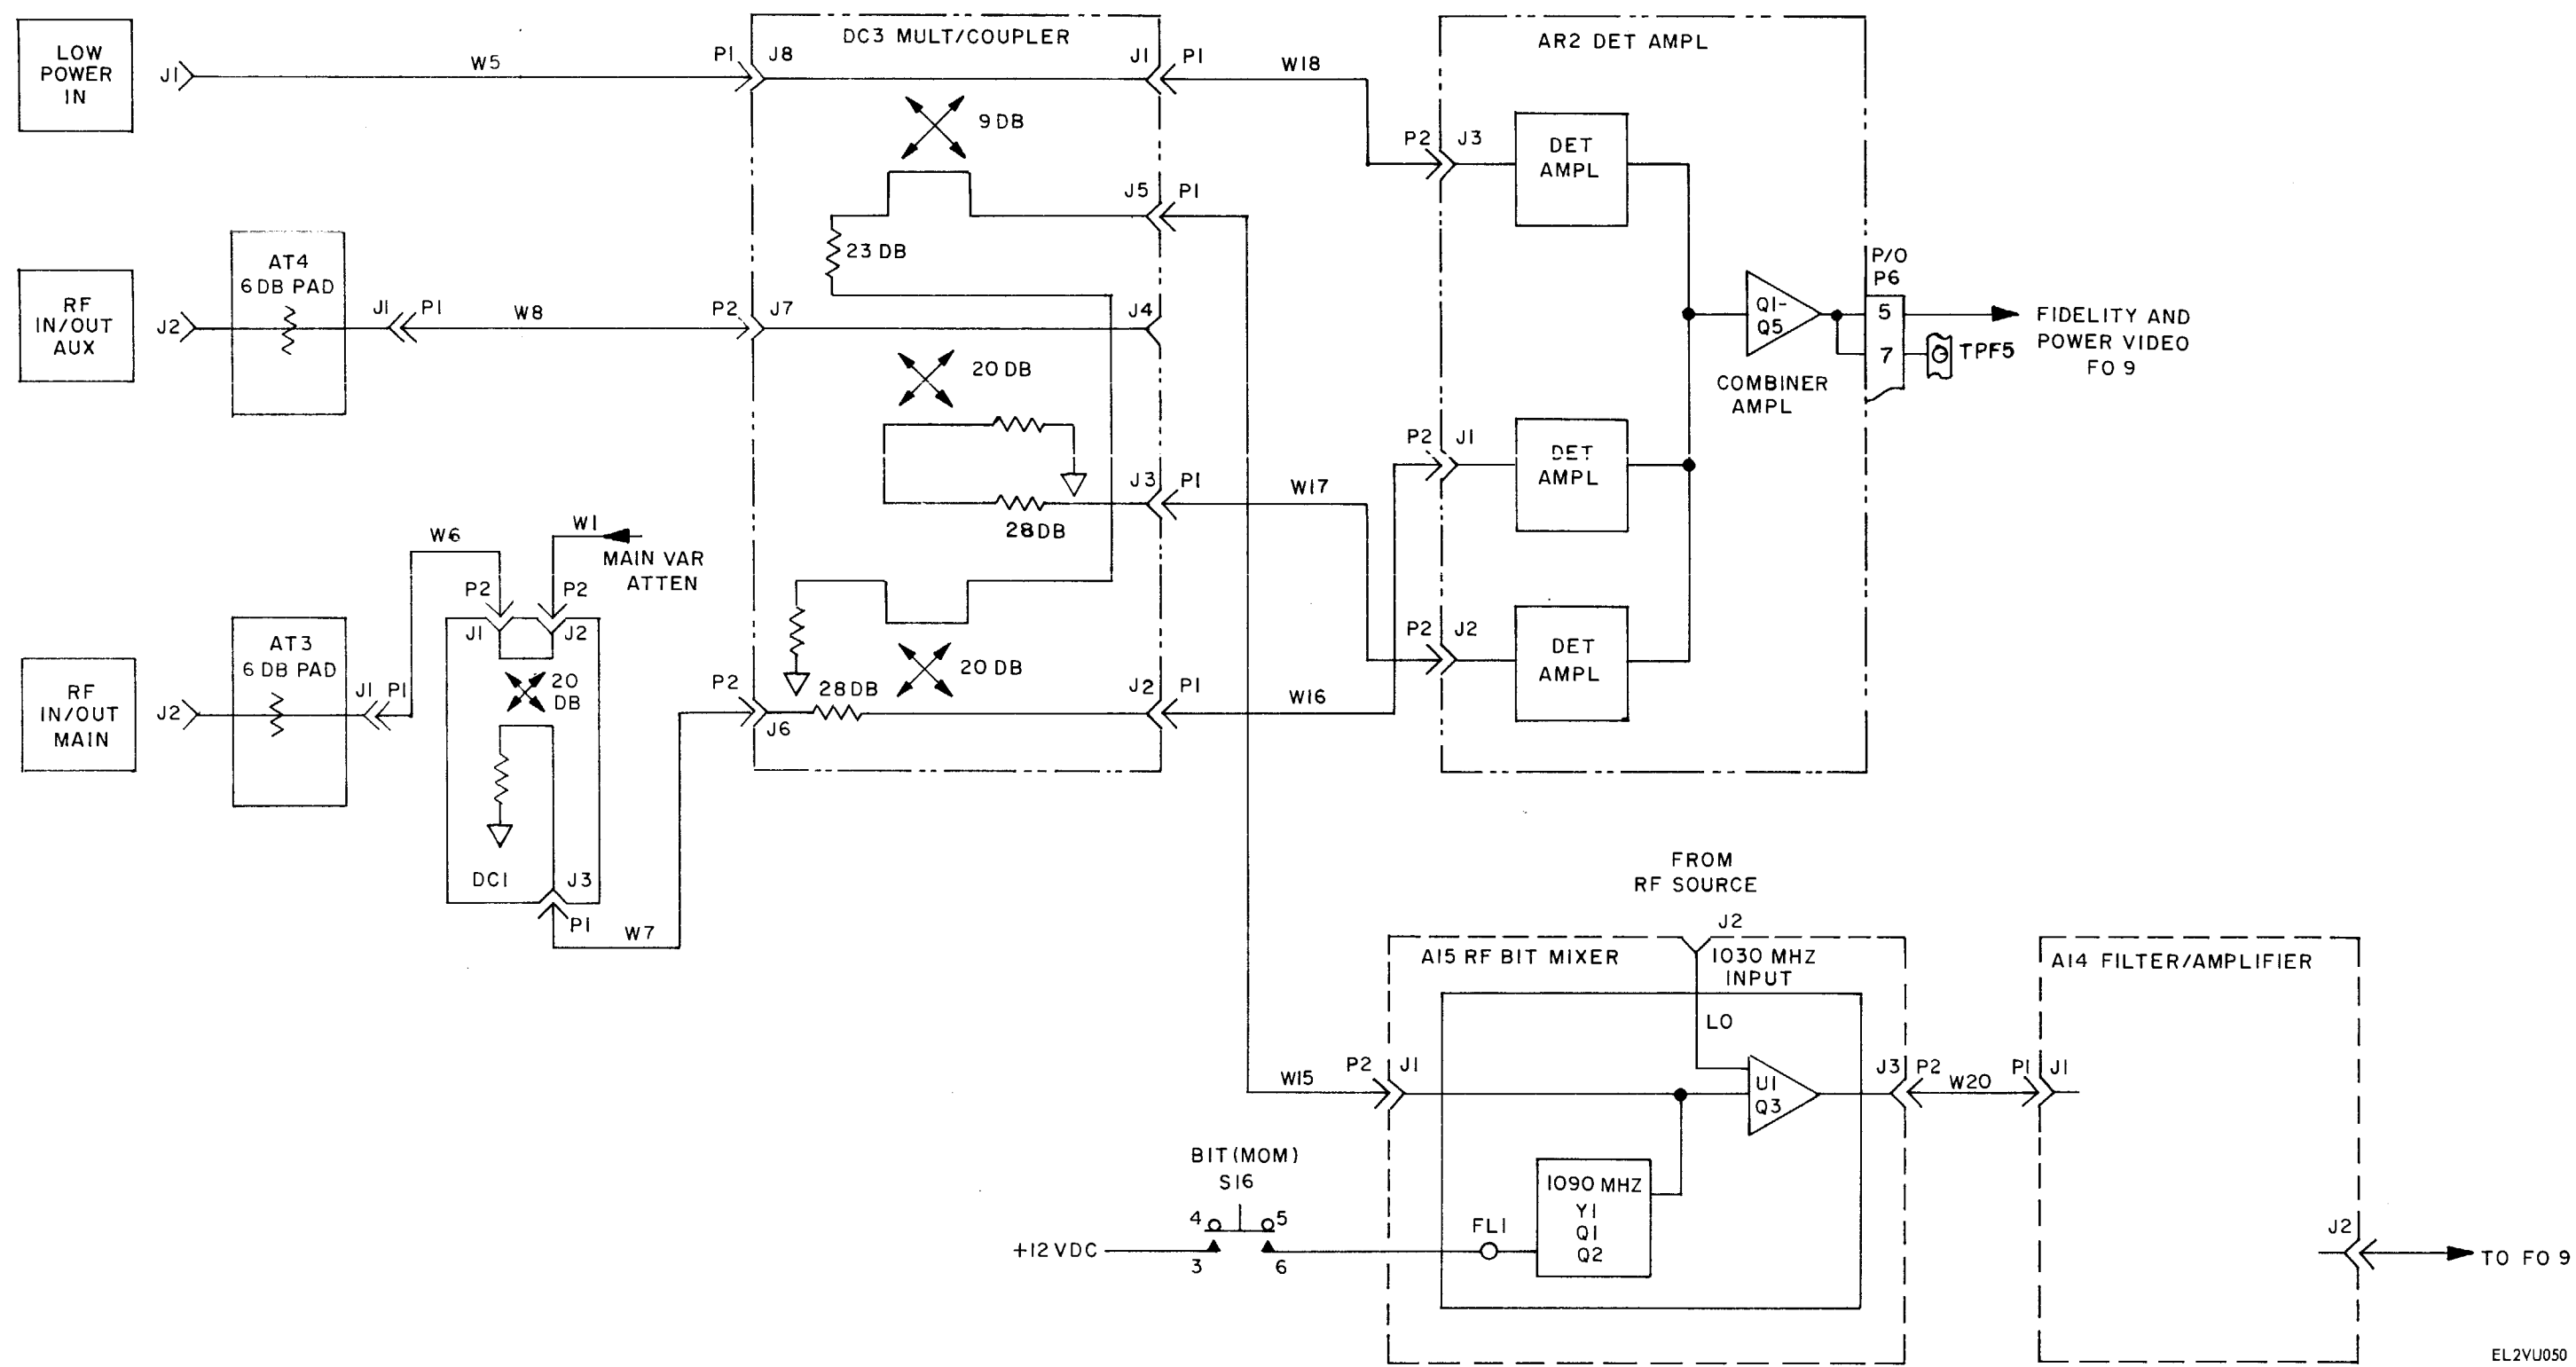 LOW
POWER
IN
J1
W5
P1
J8
DC3 MULT/COUPLER
J1
P1
W18
AR2 DET AMPL
9 DB
P2
J3
DET
AMPL
J5
P1
23 DB
RF
IN/OUT
AUX
J2
AT4
6 DB PAD
J1
P1
W8
P2
J7
J4
20 DB
Q1-
Q5
COMBINER
AMPL
P/O
P6
5
7
TPF5
FIDELITY AND
POWER VIDEO
FO 9
J3
P1
28 DB
W17
P2
J1
DET
AMPL
W6
W1
MAIN VAR
ATTEN
P2
P2
J1
J2
20
DB
DC1
J3
P1
W7
RF
IN/OUT
MAIN
J2
AT3
6 DB PAD
J1
P1
P2
J6
28 DB
20 DB
J2
P1
W16
P2
J2
DET
AMPL
FROM
RF SOURCE
J2
A15 RF BIT MIXER
1030 MHZ
INPUT
LO
W15
P2
J1
U1
Q3
J3
P2
W20
P1
J1
A14 FILTER/AMPLIFIER
BIT (MOM)
S16
4
5
+12 VDC
3
6
FL1
1090 MHZ
Y1
Q1
Q2
J2
TO FO 9
EL2VU050